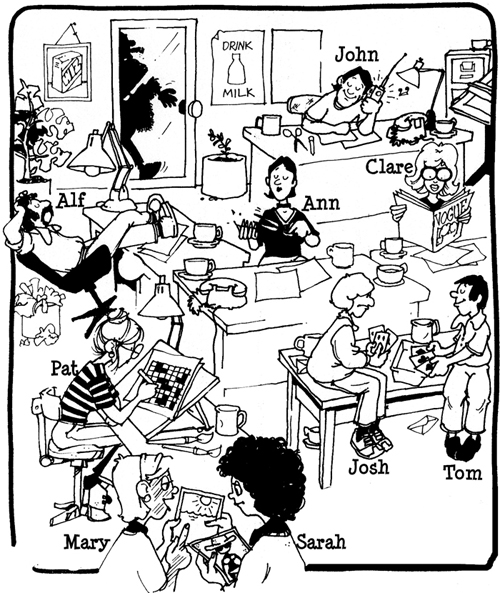 DRINK
MILK
John
Clare
Alf
Ann
VOGUE
Pat
Josh
Tom
Mary
Sarah